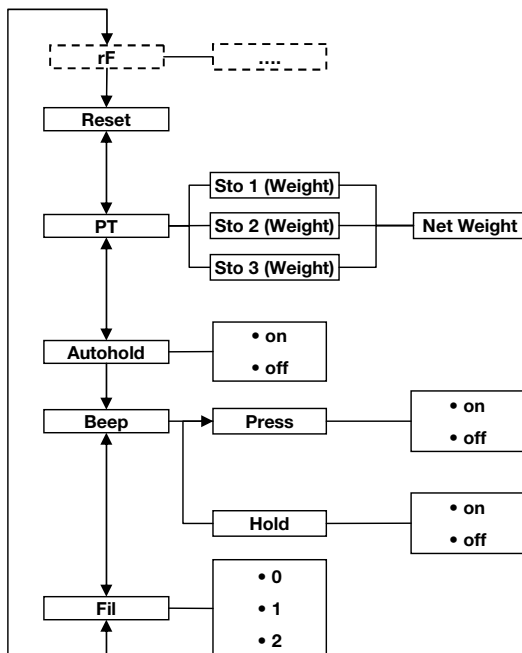 rF
....
Reset
Sto 1 (Weight)
PT
Sto 2 (Weight)
Net Weight
Sto 3 (Weight)
Autohold
• on
• off
Beep
Press
• on
• off
Hold
• on
• off
Fil
• 0
• 1
• 2